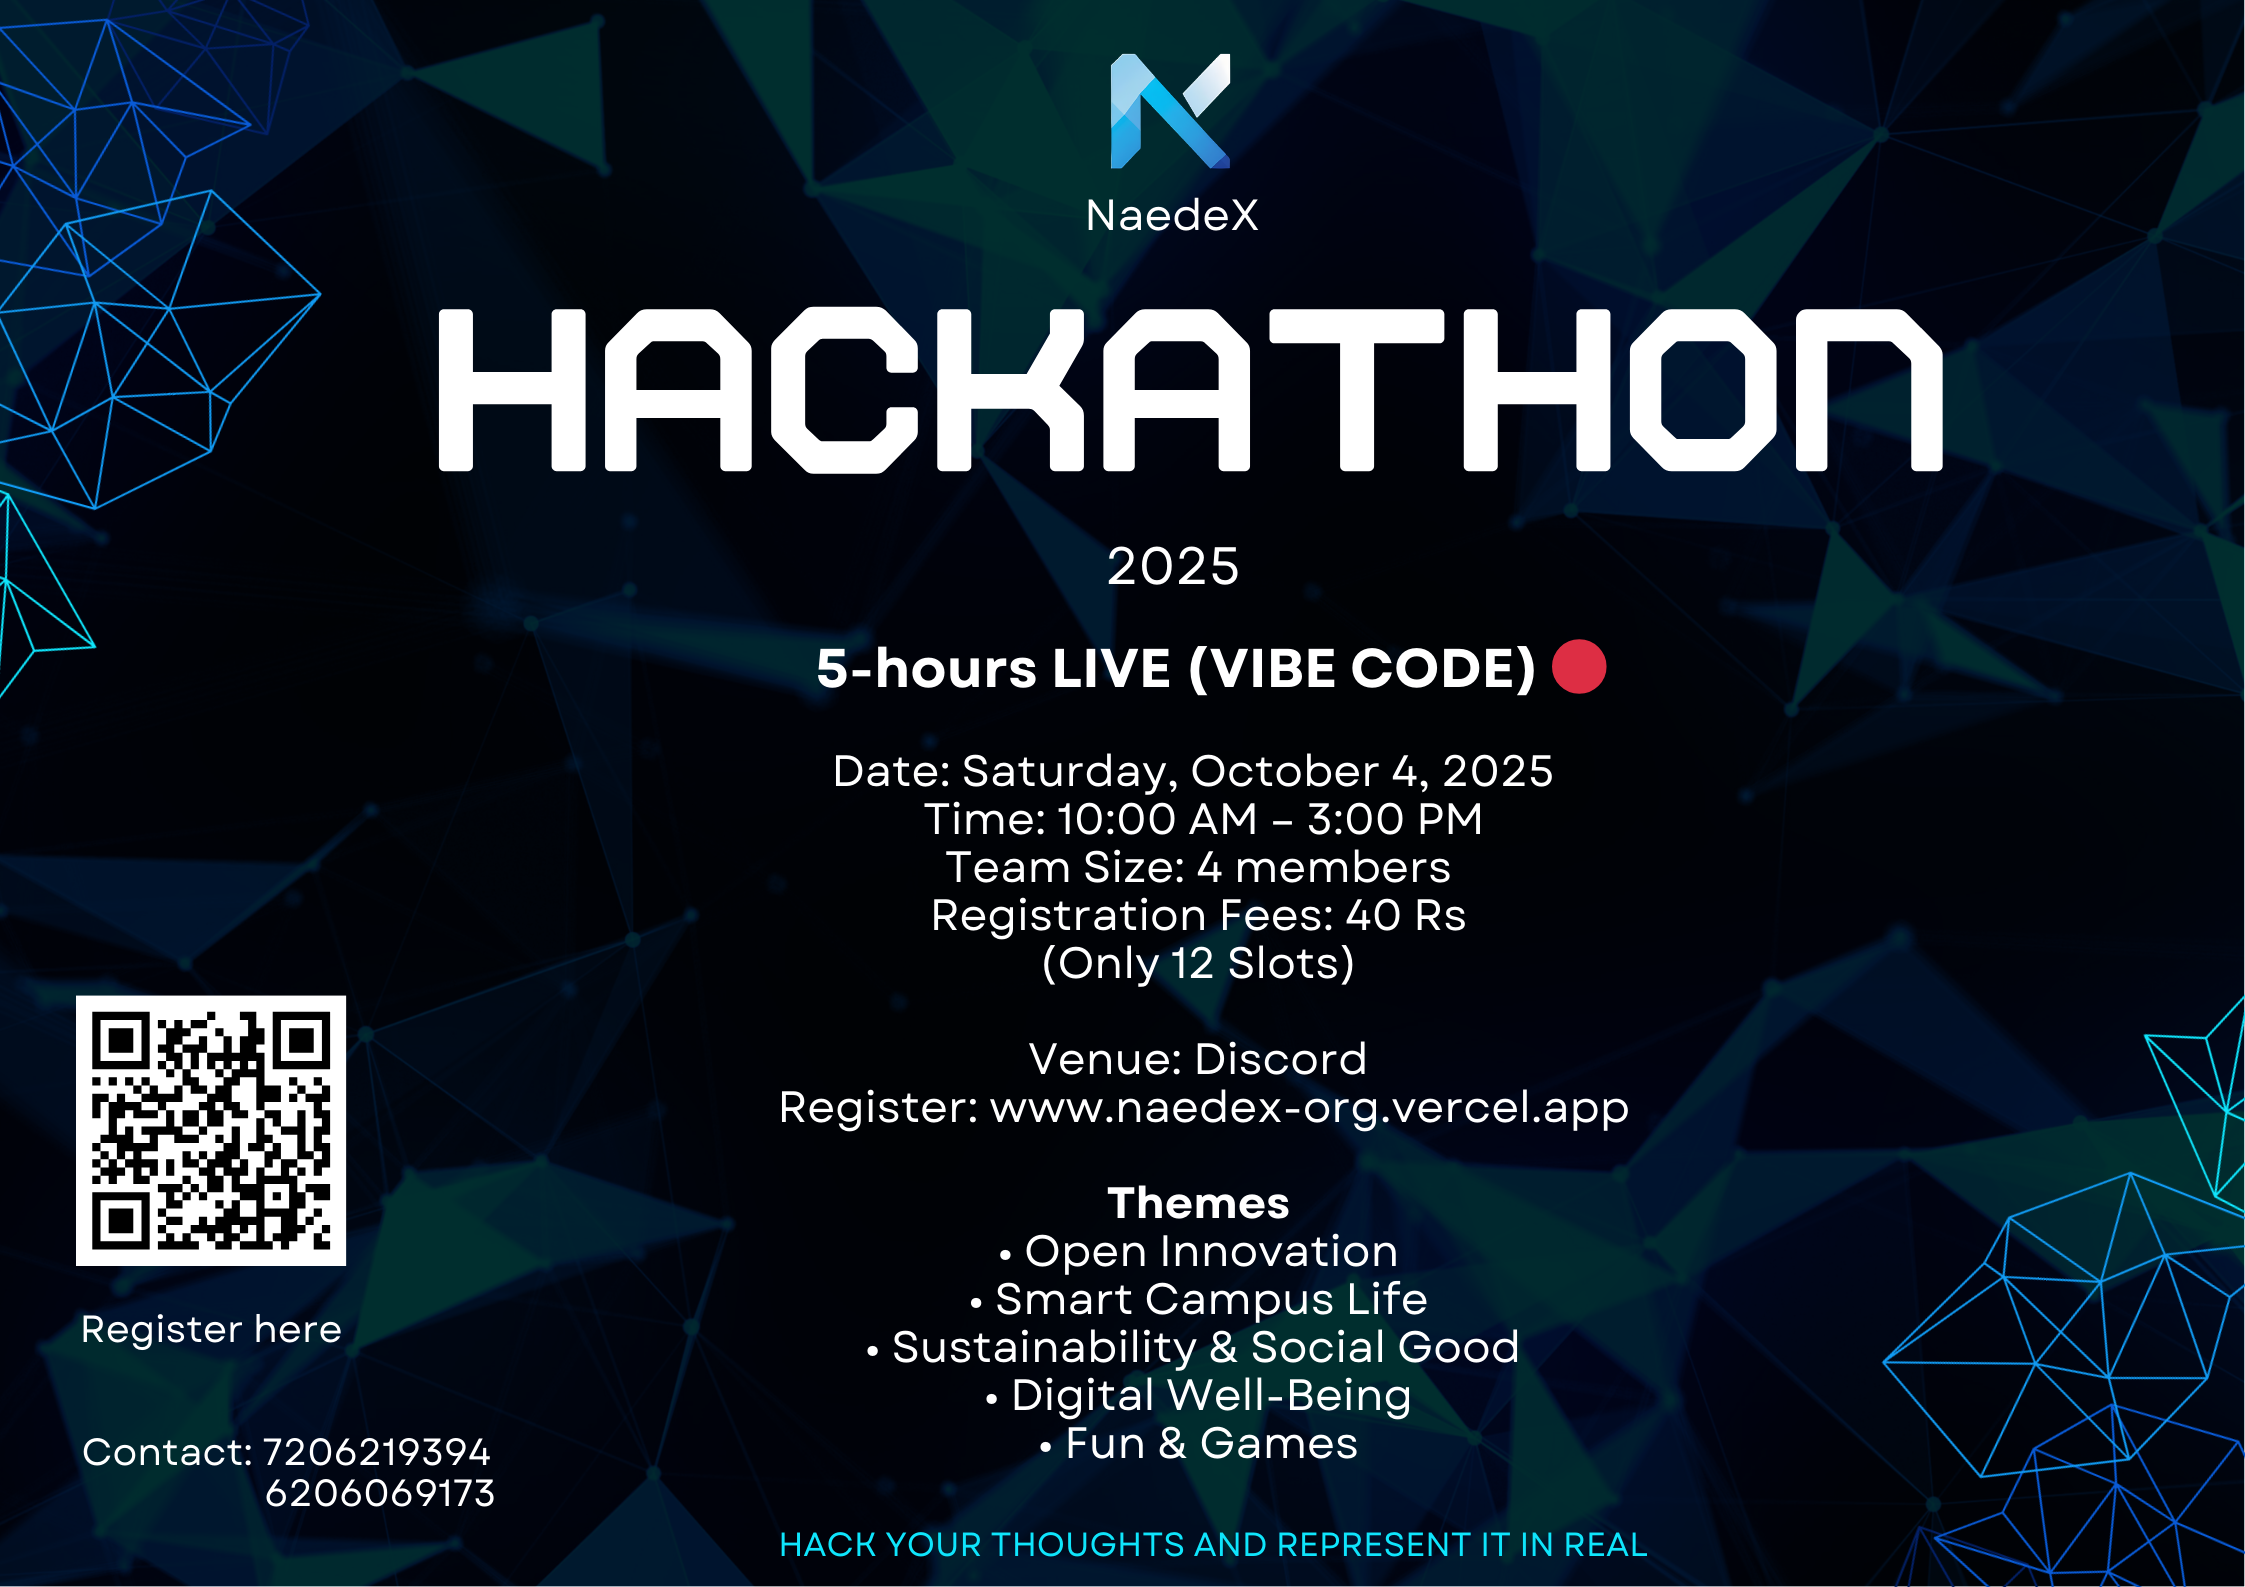 NaedeX
HACKATHON
2025
5-hours LIVE (VIBE CODE)
Date: Saturday, October 4, 2025
Time: 10:00 AM – 3:00 PM
Team Size: 4 members
Registration Fees: 40 Rs
(Only 12 Slots)
Venue: Discord
Register: www.naedex-org.vercel.app
Themes
• Open Innovation
• Smart Campus Life
• Sustainability & Social Good
• Digital Well-Being
• Fun & Games
Register here
Contact: 7206219394
6206069173
HACK YOUR THOUGHTS AND REPRESENT IT IN REAL